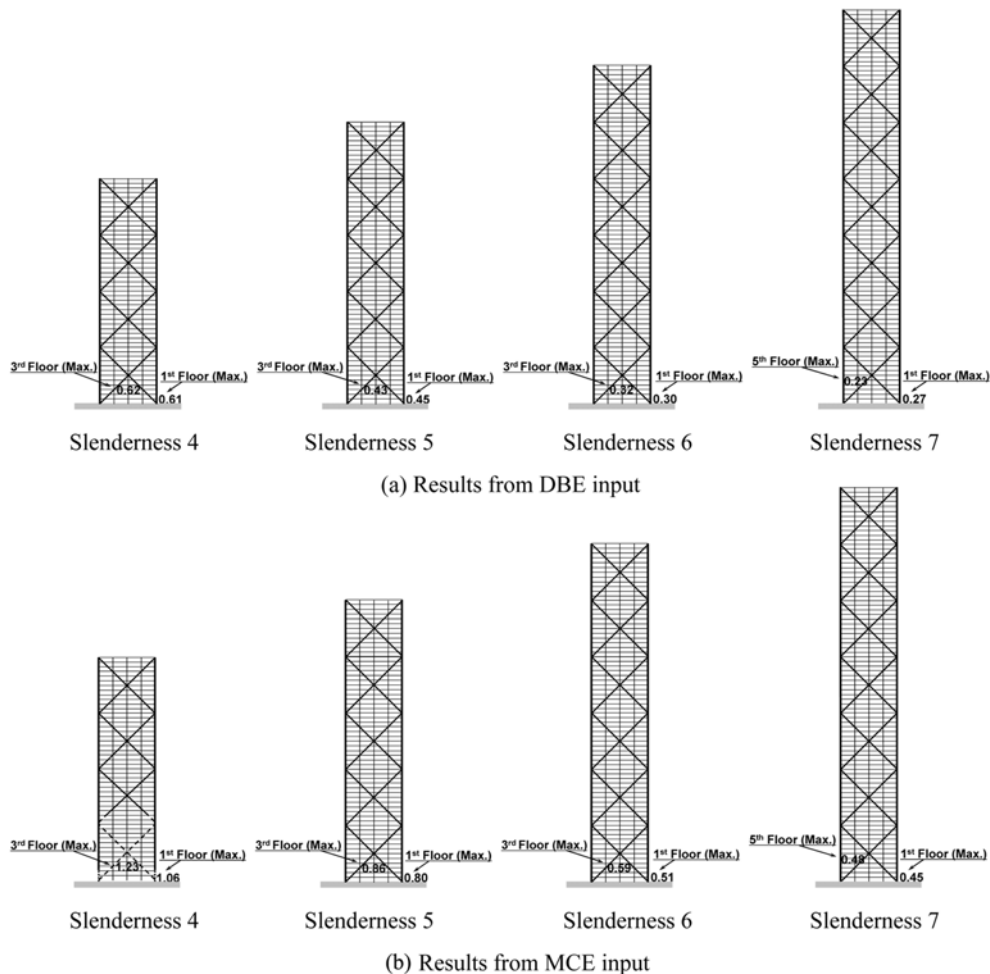 3rd Floor (Max.)
0.62
1st Floor (Max.)
0.61
3rd Floor (Max.)
0.43
1st Floor (Max.)
0.45
3rd Floor (Max.)
0.32
1st Floor (Max.)
0.30
5th Floor (Max.)
0.23
1st Floor (Max.)
0.27
Slenderness 4
Slenderness 5
Slenderness 6
Slenderness 7
(a) Results from DBE input
3rd Floor (Max.)
1.23
1st Floor (Max.)
1.06
3rd Floor (Max.)
0.86
1st Floor (Max.)
0.80
3rd Floor (Max.)
0.59
1st Floor (Max.)
0.51
5th Floor (Max.)
0.48
1st Floor (Max.)
0.45
Slenderness 4
Slenderness 5
Slenderness 6
Slenderness 7
(b) Results from MCE input